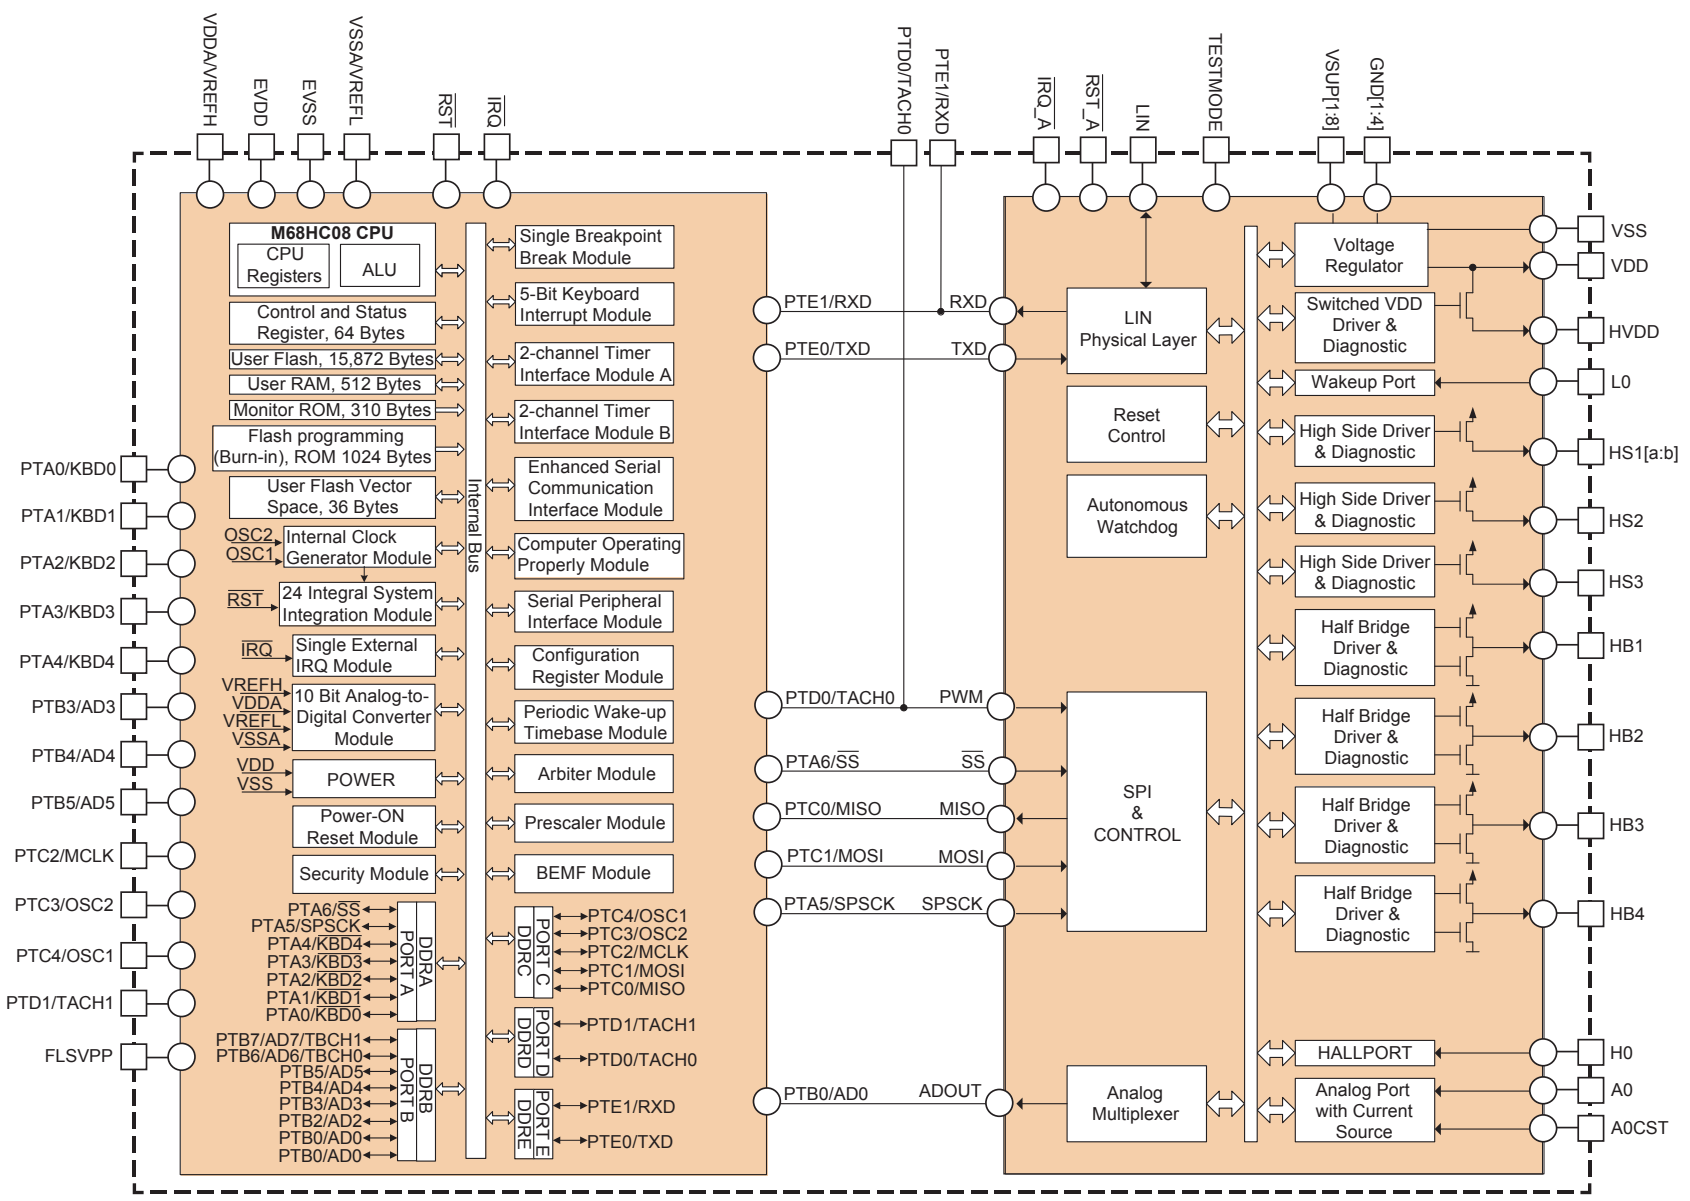 VDDA/VREFH
EVDD
EVSS
VSSA/VREFL
RST
IRQ
PTD0/TACH0
PTE1/RXD
IRQ_A
RST_A
LIN
TESTMODE
VSUP[1:8]
GND[1:4]
PTA0/KBD0
PTA1/KBD1
PTA2/KBD2
PTA3/KBD3
PTA4/KBD4
PTB3/AD3
PTB4/AD4
PTB5/AD5
PTC2/MCLK
PTC3/OSC2
PTC4/OSC1
PTD1/TACH1
FLSVPP
M68HC08 CPU
CPU
Registers
ALU
Control and Status
Register, 64 Bytes
User Flash, 15,872 Bytes
User RAM, 512 Bytes
Monitor ROM, 310 Bytes
Flash programming
(Burn-in), ROM 1024 Bytes
User Flash Vector
Space, 36 Bytes
OSC2
OSC1
Internal Clock
Generator Module
RST
24 Integral System
Integration Module
IRQ
Single External
IRQ Module
VREFH
VDDA
VREFL
VSSA
10 Bit Analog-to-
Digital Converter
Module
VDD
VSS
POWER
Power-ON
Reset Module
Security Module
PTA6/SS
PTA5/SPSCK
PTA4/KBD4
PTA3/KBD3
PTA2/KBD2
PTA1/KBD1
PTA0/KBD0
PORT A
DDRA
PTB7/AD7/TBCH1
PTB6/AD6/TBCH0
PTB5/AD5
PTB4/AD4
PTB3/AD3
PTB2/AD2
PTB0/AD0
PTB0/AD0
PORT B
DDRB
Internal Bus
Single Breakpoint
Break Module
5-Bit Keyboard
Interrupt Module
2-channel Timer
Interface Module A
2-channel Timer
Interface Module B
Enhanced Serial
Communication
Interface Module
Computer Operating
Properly Module
Serial Peripheral
Interface Module
Configuration
Register Module
Periodic Wake-up
Timebase Module
Arbiter Module
Prescaler Module
BEMF Module
DDRC
PORT C
PTC4/OSC1
PTC3/OSC2
PTC2/MCLK
PTC1/MOSI
PTC0/MISO
DDRD
PORT D
PTD1/TACH1
PTD0/TACH0
DDRE
PORT E
PTE1/RXD
PTE0/TXD
PTE1/RXD RXD
PTE0/TXD TXD
PTD0/TACH0 PWM
PTA6/SS SS
PTC0/MISO MISO
PTC1/MOSI MOSI
PTA5/SPSCK SPSCK
PTB0/AD0 ADOUT
LIN
Physical Layer
Reset
Control
Autonomous
Watchdog
SPI
&
CONTROL
Analog
Multiplexer
Voltage
Regulator
Switched VDD
Driver &
Diagnostic
Wakeup Port
High Side Driver
& Diagnostic
High Side Driver
& Diagnostic
High Side Driver
& Diagnostic
Half Bridge
Driver &
Diagnostic
Half Bridge
Driver &
Diagnostic
Half Bridge
Driver &
Diagnostic
Half Bridge
Driver &
Diagnostic
HALLPORT
Analog Port
with Current
Source
VSS
VDD
HVDD
L0
HS1[a:b]
HS2
HS3
HB1
HB2
HB3
HB4
H0
A0
A0CST